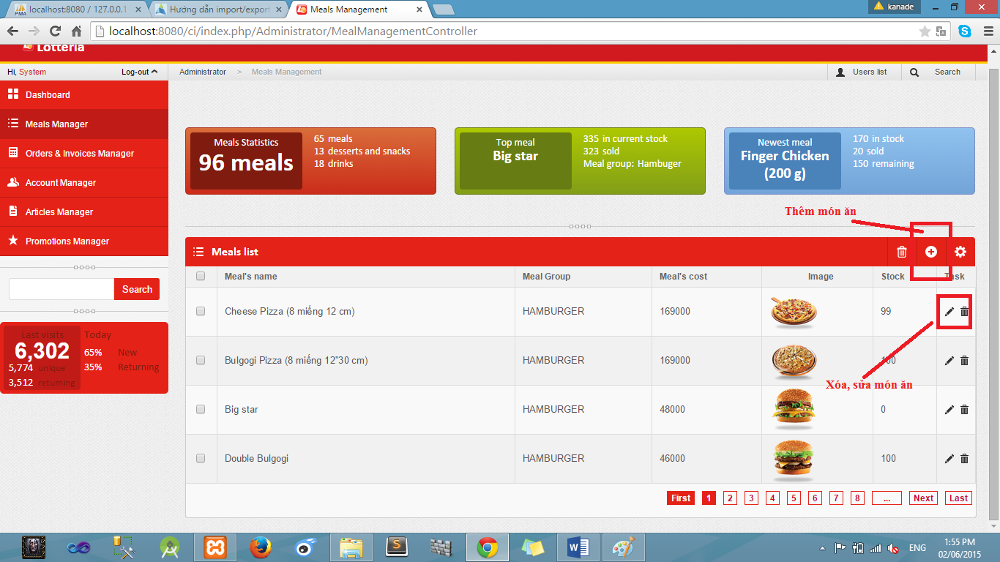 localhost:8080 / 127.0.0.1
Hướng dẫn import/export
Meals Management
kanade
localhost:8080/ci/index.php/Administrator/MealManagementController
Lotteria
Hi, System
Log-out
Administrator > Meals Management
Users list
Search
Dashboard
Meals Manager
Orders & Invoices Manager
Account Manager
Articles Manager
Promotions Manager
Search
Last visits
6,302
5,774 unique
3,512 returning
Today
65% New
35% Returning
Meals Statistics
96 meals
65 meals
13 desserts and snacks
18 drinks
Top meal
Big star
335 in current stock
323 sold
Meal group: Hambuger
Newest meal
Finger Chicken
(200 g)
170 in stock
20 sold
150 remaining
Thêm món ăn
Meals list
Meal's name Meal Group Meal's cost Image Stock Task
Cheese Pizza (8 miếng 12 cm) HAMBURGER 169000 99
Bulgogi Pizza (8 miếng 12"30 cm) HAMBURGER 169000 100
Xóa, sửa món ăn
Big star HAMBURGER 48000 0
Double Bulgogi HAMBURGER 46000 100
First 1 2 3 4 5 6 7 8 ... Next Last
ENG
1:55 PM
02/06/2015